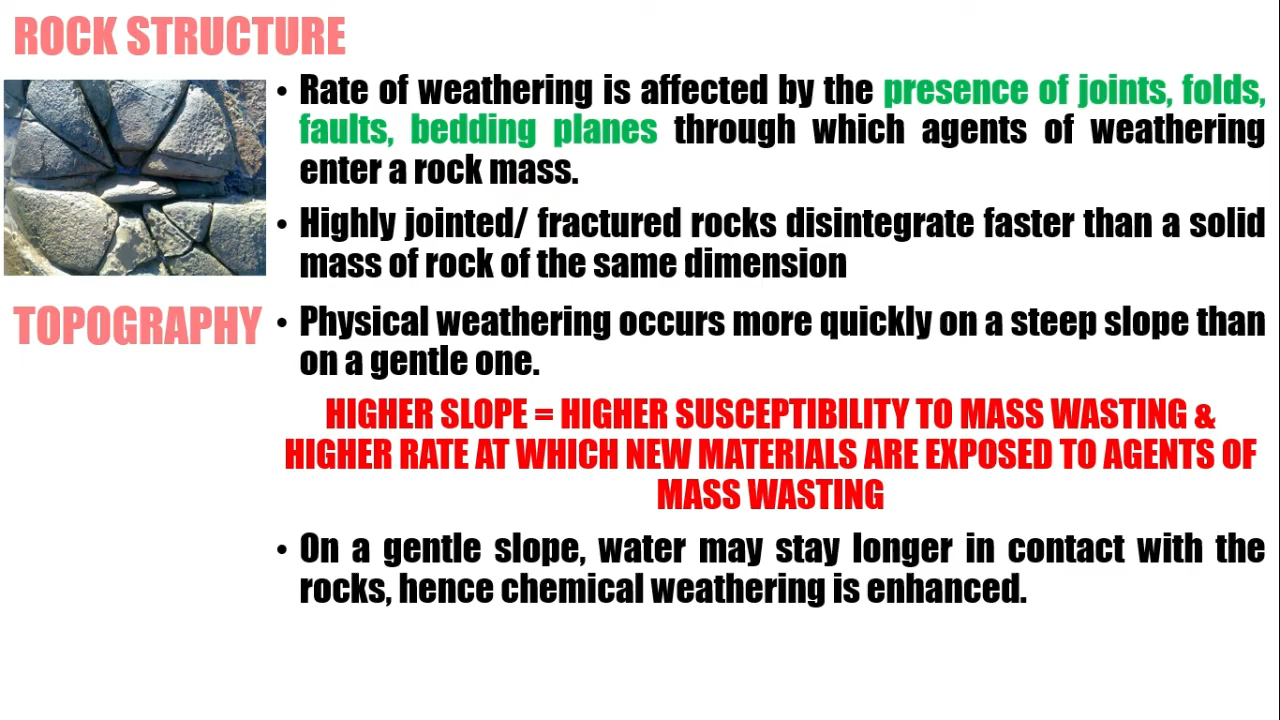 ROCK STRUCTURE
• Rate of weathering is affected by the presence of joints, folds,
faults, bedding planes through which agents of weathering
enter a rock mass.
• Highly jointed/ fractured rocks disintegrate faster than a solid
mass of rock of the same dimension
TOPOGRAPHY
• Physical weathering occurs more quickly on a steep slope than
on a gentle one.
HIGHER SLOPE = HIGHER SUSCEPTIBILITY TO MASS WASTING &
HIGHER RATE AT WHICH NEW MATERIALS ARE EXPOSED TO AGENTS OF
MASS WASTING
• On a gentle slope, water may stay longer in contact with the
rocks, hence chemical weathering is enhanced.